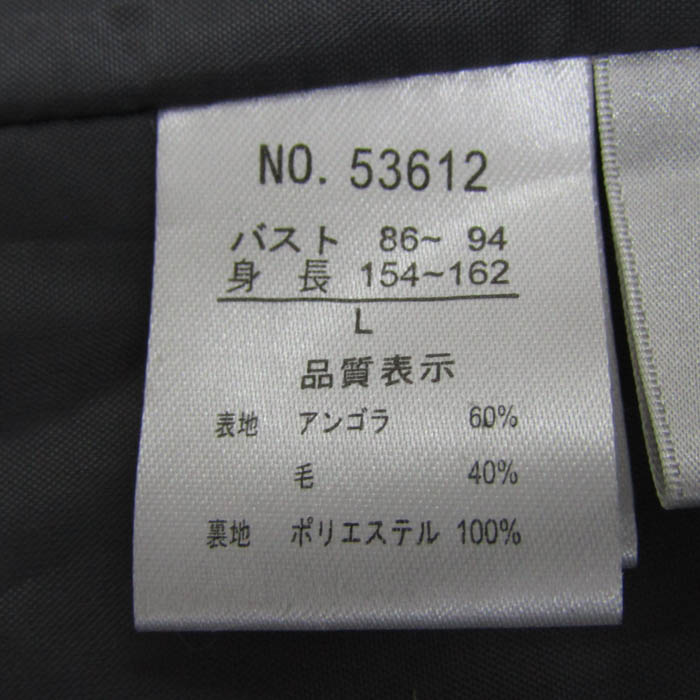 NO. 53612
バスト 86~ 94
身 長 154~162
L
品質表示
表地 アンゴラ 60%
毛 40%
裏地 ポリエステル 100%